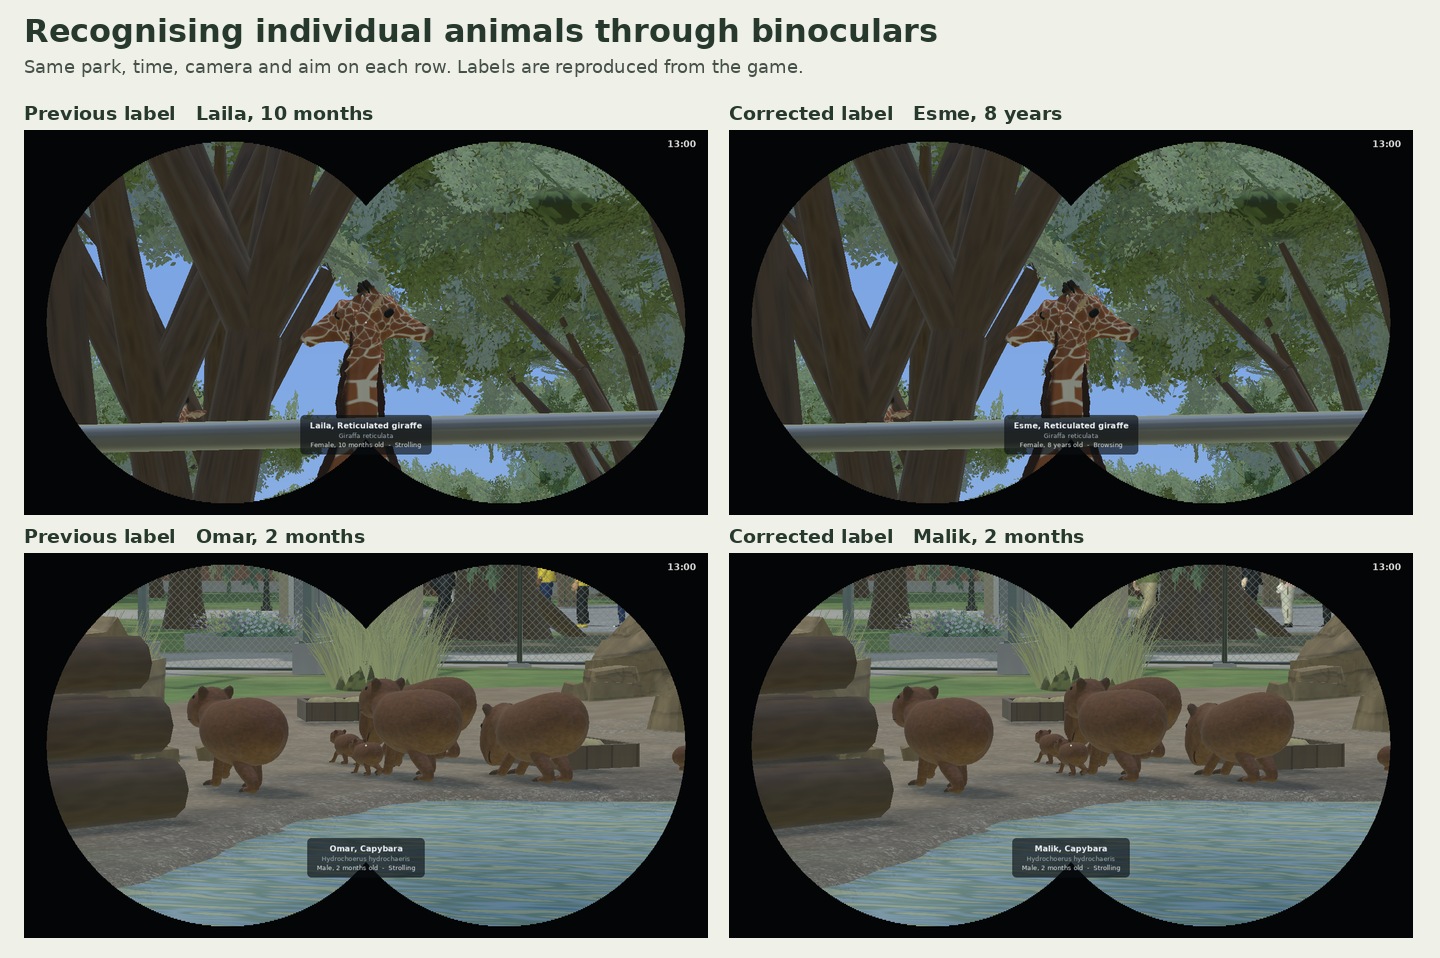 Recognising individual animals through binoculars
Same park, time, camera and aim on each row. Labels are reproduced from the game.
Previous label Laila, 10 months
Corrected label Esme, 8 years
13:00
Laila, Reticulated giraffe
Giraffa reticulata
Female, 10 months old - Strolling
13:00
Esme, Reticulated giraffe
Giraffa reticulata
Female, 8 years old - Browsing
Previous label Omar, 2 months
Corrected label Malik, 2 months
13:00
Omar, Capybara
Hydrochoerus hydrochaeris
Male, 2 months old - Strolling
13:00
Malik, Capybara
Hydrochoerus hydrochaeris
Male, 2 months old - Strolling